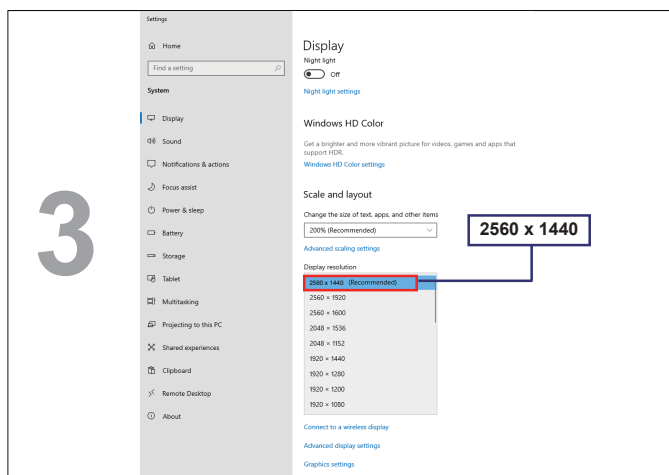 3
Settings
Home
Find a setting
System
Display
Sound
Notifications & actions
Focus assist
Power & sleep
Battery
Storage
Tablet
Multitasking
Projecting to this PC
Shared experiences
Clipboard
Remote Desktop
About
Display
Night light
Off
Night light settings
Windows HD Color
Get a brighter and more vibrant picture for videos, games and apps that
support HDR.
Windows HD Color settings
Scale and layout
Change the size of text, apps, and other items
200% (Recommended)
Advanced scaling settings
Display resolution
2560 x 1440 (Recommended)
2560 × 1920
2560 × 1600
2048 × 1536
2048 × 1152
1920 × 1440
1920 × 1280
1920 × 1200
1920 × 1080
Connect to a wireless display
Advanced display settings
Graphics settings
2560 x 1440